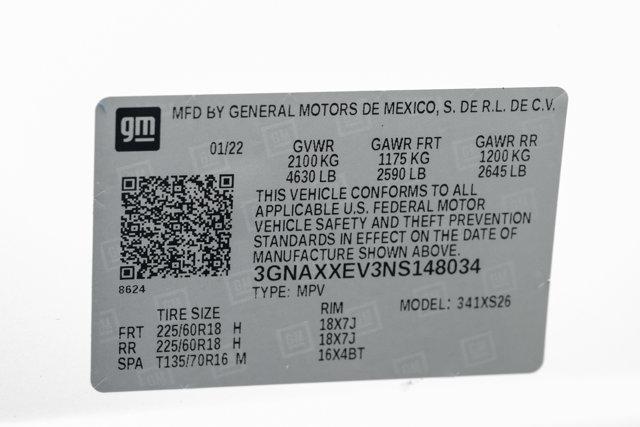 gm
MFD BY GENERAL MOTORS DE MEXICO, S. DE R.L. DE C.V.
01/22 GVWR GAWR FRT GAWR RR
2100 KG 1175 KG 1200 KG
4630 LB 2590 LB 2645 LB
THIS VEHICLE CONFORMS TO ALL
APPLICABLE U.S. FEDERAL MOTOR
VEHICLE SAFETY AND THEFT PREVENTION
STANDARDS IN EFFECT ON THE DATE OF
MANUFACTURE SHOWN ABOVE.
3GNAXXEV3NS148034
8624
TYPE: MPV MODEL: 341XS26
TIRE SIZE RIM
FRT 225/60R18 H 18X7J
RR 225/60R18 H 18X7J
SPA T135/70R16 M 16X4BT